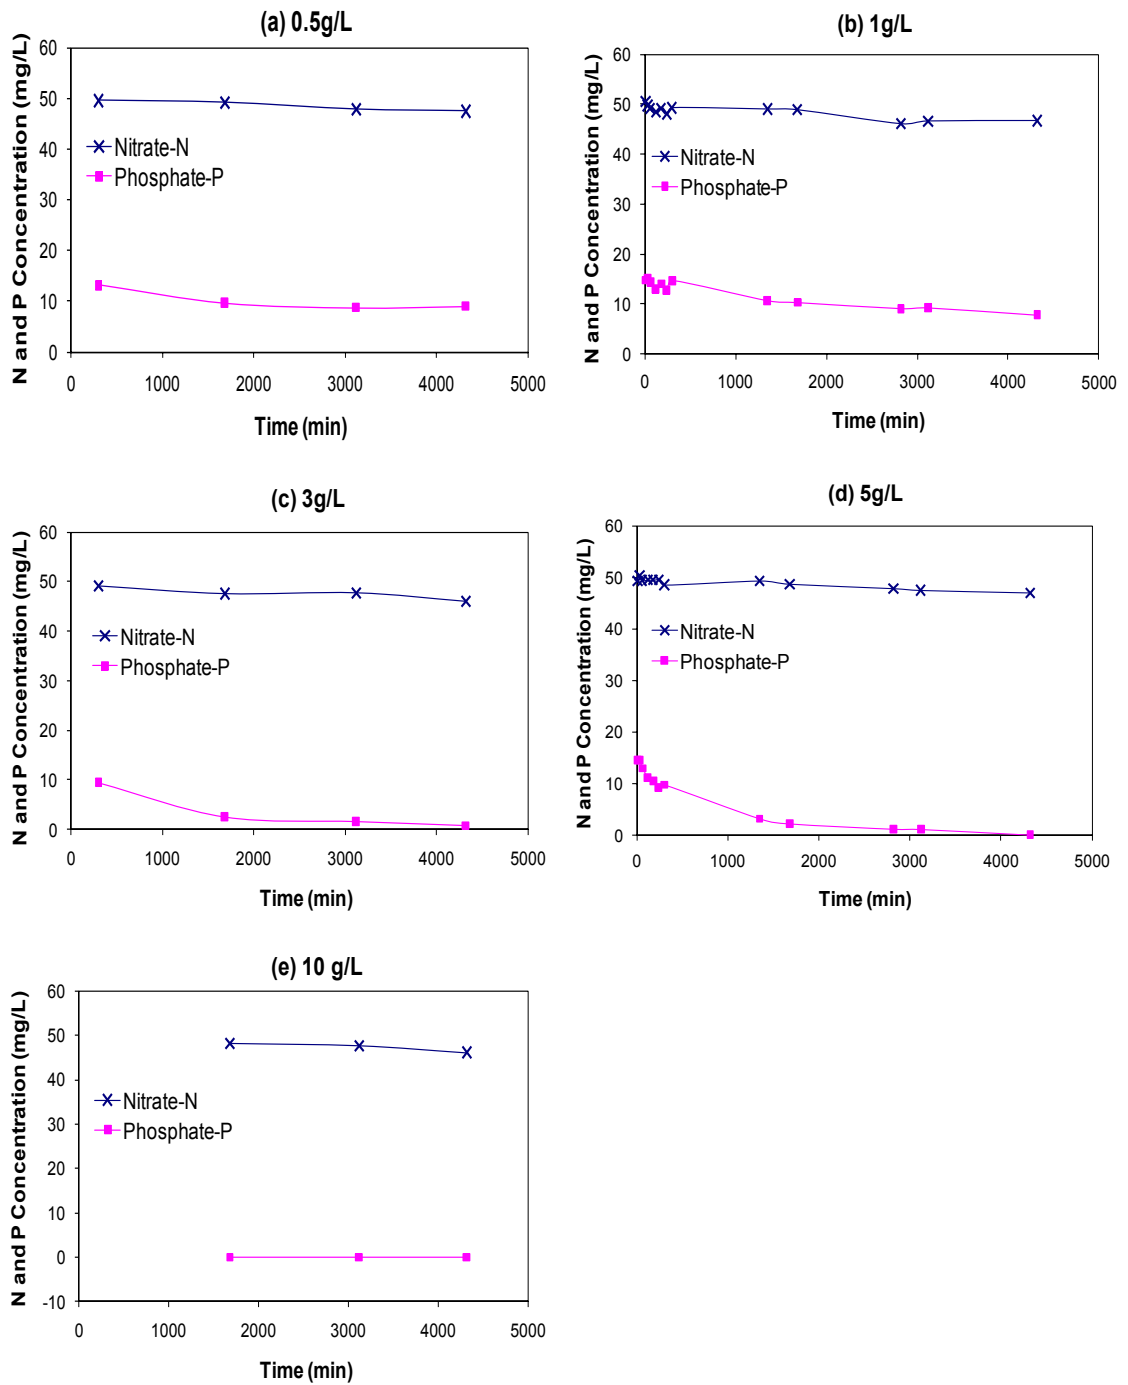 (a) 0.5g/L
N and P Concentration (mg/L)
60
50
40
30
20
10
0
Nitrate-N
Phosphate-P
0 1000 2000 3000 4000 5000
Time (min)
(b) 1g/L
N and P Concentration (mg/L)
60
50
40
30
20
10
0
Nitrate-N
Phosphate-P
0 1000 2000 3000 4000 5000
Time (min)
(c) 3g/L
N and P Concentration (mg/L)
60
50
40
30
20
10
0
Nitrate-N
Phosphate-P
0 1000 2000 3000 4000 5000
Time (min)
(d) 5g/L
N and P Concentration (mg/L)
60
50
40
30
20
10
0
Nitrate-N
Phosphate-P
0 1000 2000 3000 4000 5000
Time (min)
(e) 10 g/L
N and P Concentration (mg/L)
60
50
40
30
20
10
0
-10
Nitrate-N
Phosphate-P
0 1000 2000 3000 4000 5000
Time (min)